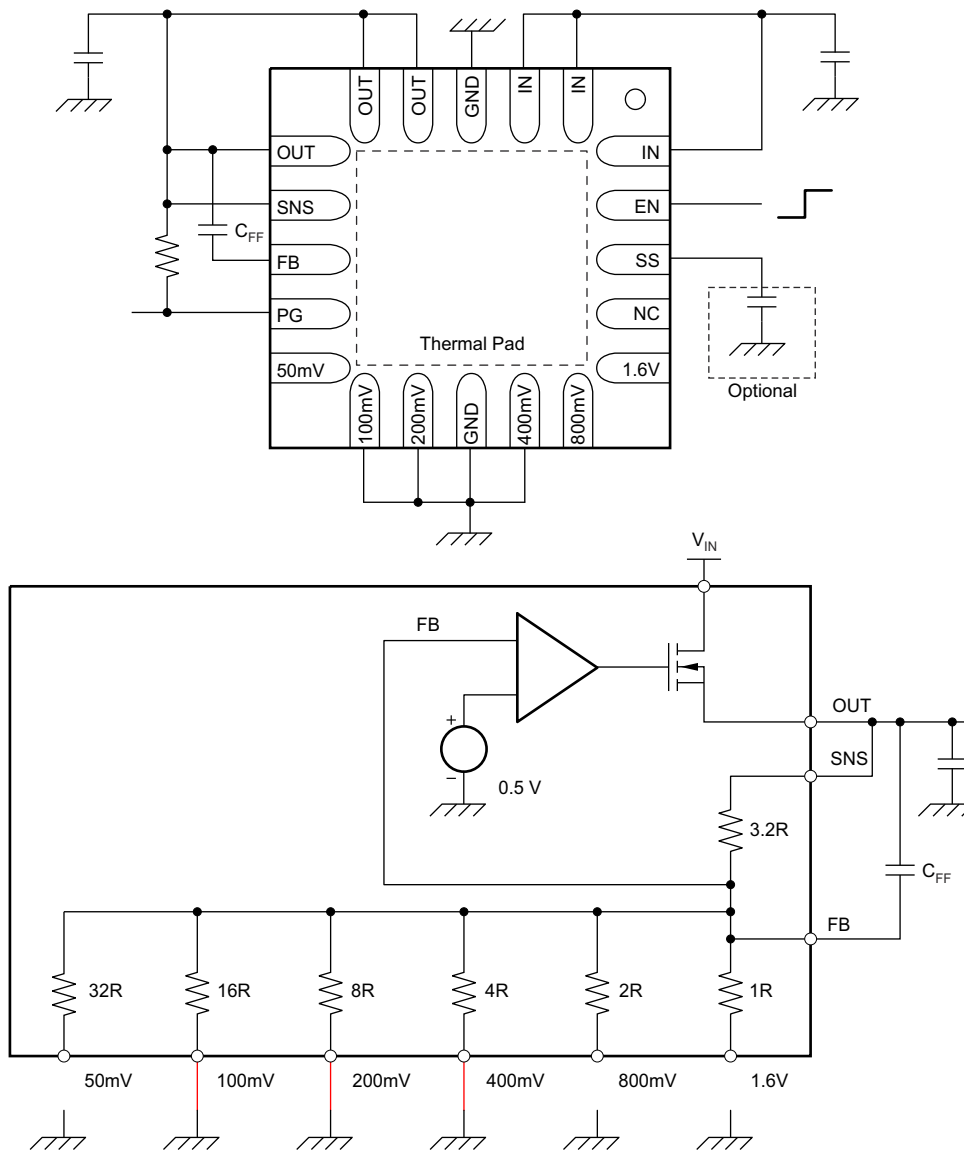 OUT
OUT
GND
IN
IN
OUT
SNS
FB
PG
50mV
C_FF
IN
EN
SS
NC
1.6V
Optional
Thermal Pad
100mV
200mV
GND
400mV
800mV
V_IN
FB
+
−
0.5 V
OUT
SNS
3.2R
C_FF
FB
32R
16R
8R
4R
2R
1R
50mV
100mV
200mV
400mV
800mV
1.6V